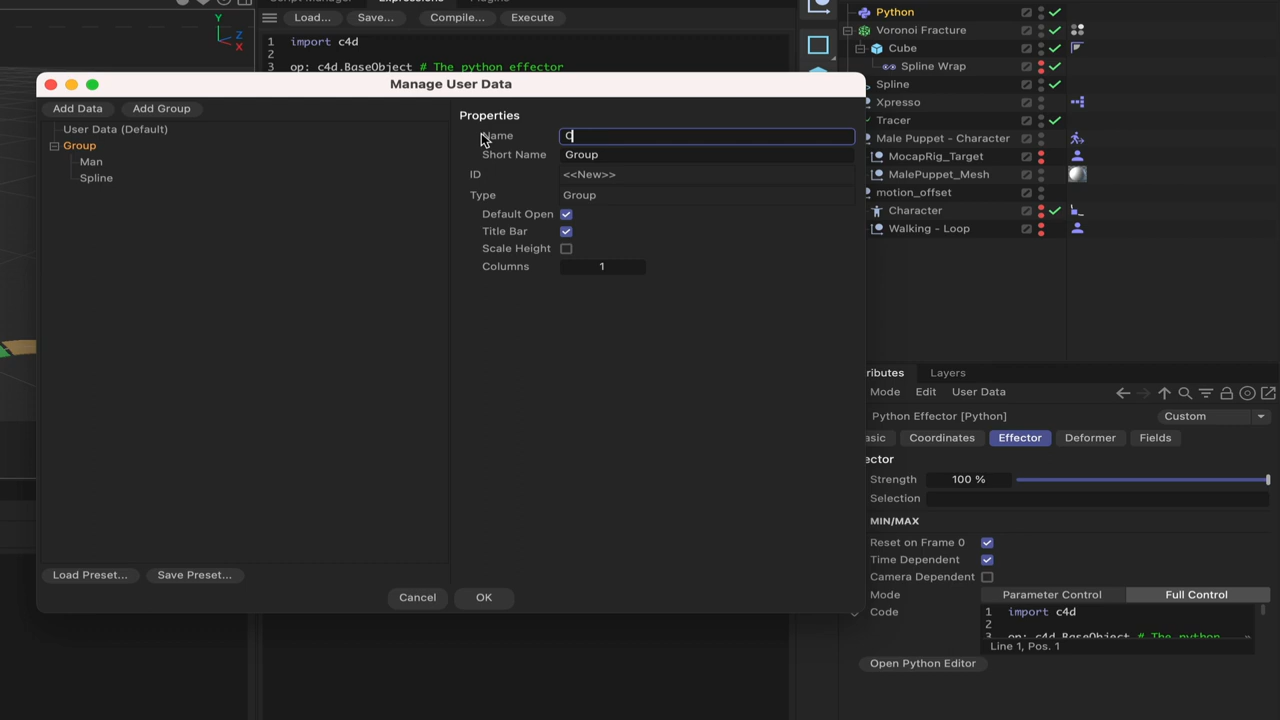 Load...
Save...
Compile...
Execute
1 import c4d
2
3 op: c4d.BaseObject # The python effector
Y
Z
X
Python
Voronoi Fracture
Cube
Spline Wrap
Spline
Xpresso
Tracer
Male Puppet - Character
MocapRig_Target
MalePuppet_Mesh
motion_offset
Character
Walking - Loop
Manage User Data
Add Data
Add Group
User Data (Default)
Group
Man
Spline
Properties
Name
Short Name Group
ID <<New>>
Type Group
Default Open
Title Bar
Scale Height
Columns 1
Load Preset...
Save Preset...
Cancel
OK
ributes
Layers
Mode
Edit
User Data
Python Effector [Python]
Custom
asic
Coordinates
Effector
Deformer
Fields
ector
Strength 100 %
Selection
MIN/MAX
Reset on Frame 0
Time Dependent
Camera Dependent
Mode Parameter Control Full Control
Code
1 import c4d
2
3 op: c4d.BaseObject # The python
Line 1, Pos. 1
Open Python Editor